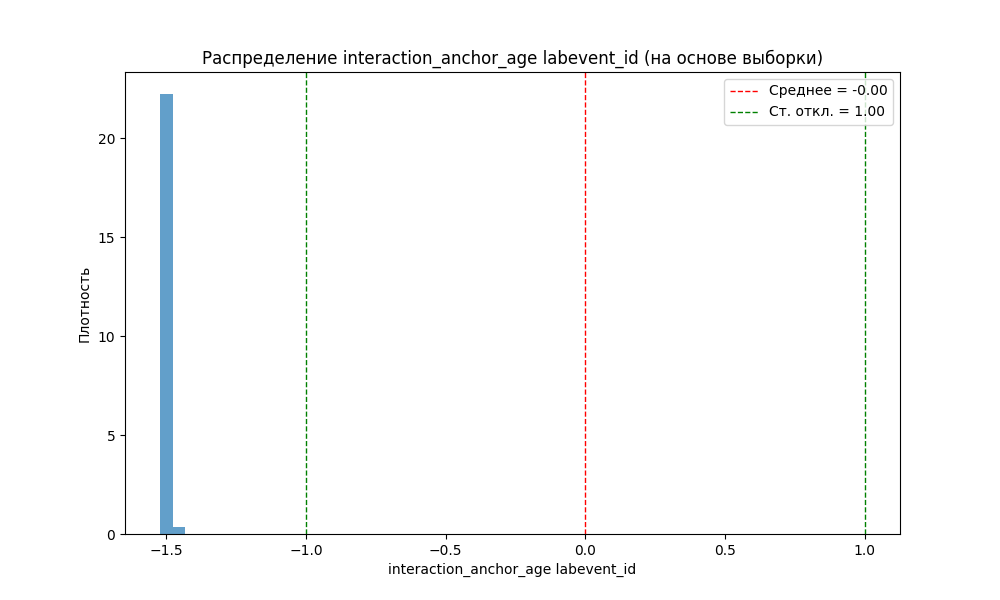 Распределение interaction_anchor_age labevent_id (на основе выборки)
Среднее = -0.00
Ст. откл. = 1.00
Плотность
20
15
10
5
0
−1.5
−1.0
−0.5
0.0
0.5
1.0
interaction_anchor_age labevent_id